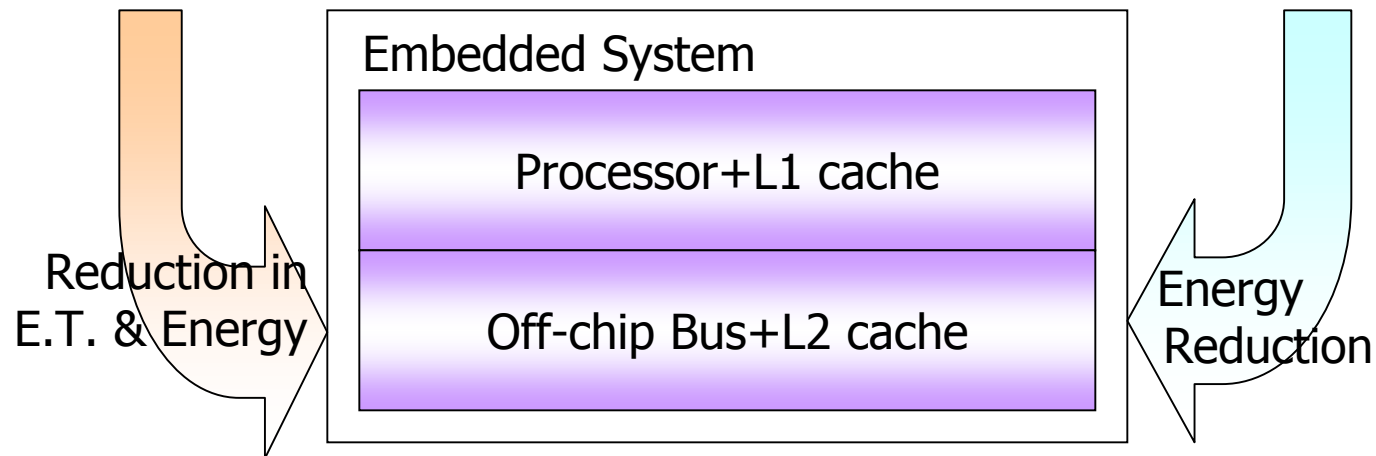 Embedded System
Processor+L1 cache
Reduction in
E.T. & Energy
Off-chip Bus+L2 cache
Energy
Reduction